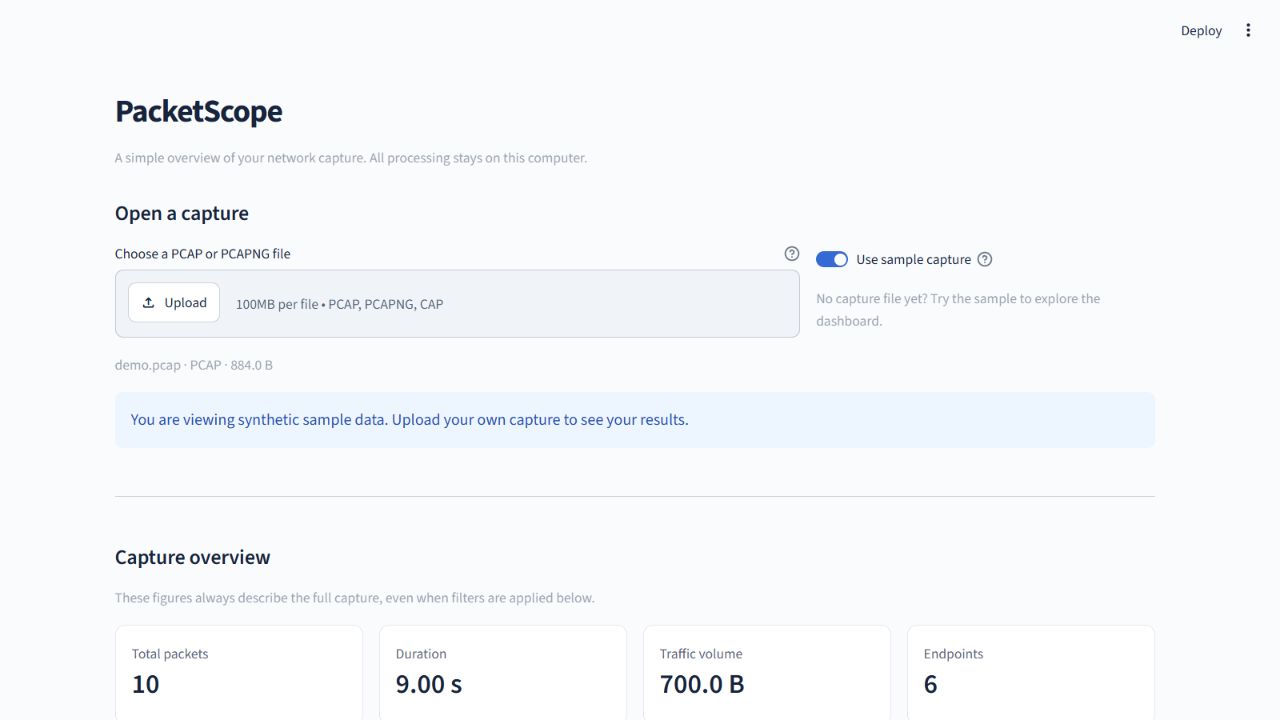 Deploy
PacketScope
A simple overview of your network capture. All processing stays on this computer.
Open a capture
Choose a PCAP or PCAPNG file
Upload
100MB per file • PCAP, PCAPNG, CAP
Use sample capture
No capture file yet? Try the sample to explore the
dashboard.
demo.pcap · PCAP · 884.0 B
You are viewing synthetic sample data. Upload your own capture to see your results.
Capture overview
These figures always describe the full capture, even when filters are applied below.
Total packets
10
Duration
9.00 s
Traffic volume
700.0 B
Endpoints
6